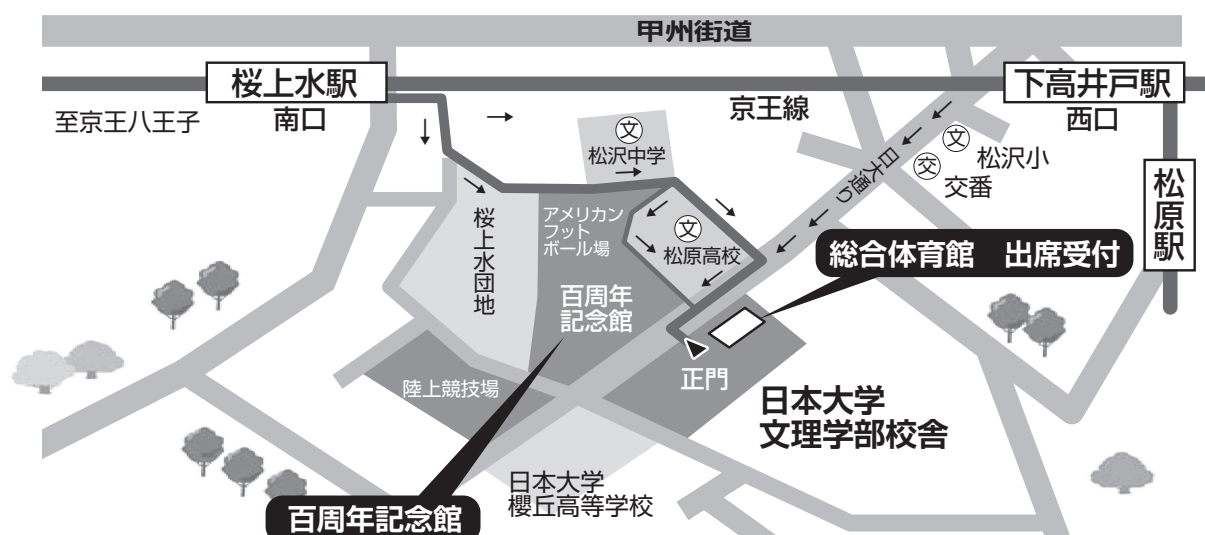 甲州街道
桜上水駅
南口
至京王八王子
京王線
下高井戸駅
西口
文
松沢中学
文
松沢小
交
交番
日大通り
松原駅
桜上水団地
アメリカン
フット
ボール場
文
松原高校
総合体育館　出席受付
百周年
記念館
正門
陸上競技場
日本大学
文理学部校舎
日本大学
櫻丘高等学校
百周年記念館